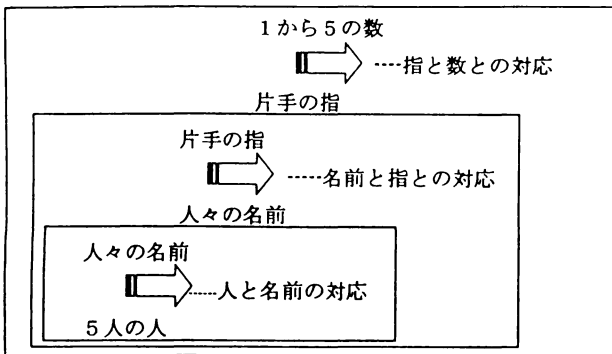 1から5の数
‥‥指と数との対応
片手の指
片手の指
‥‥‥名前と指との対応
人々の名前
人々の名前
‥‥‥人と名前の対応
5人の人